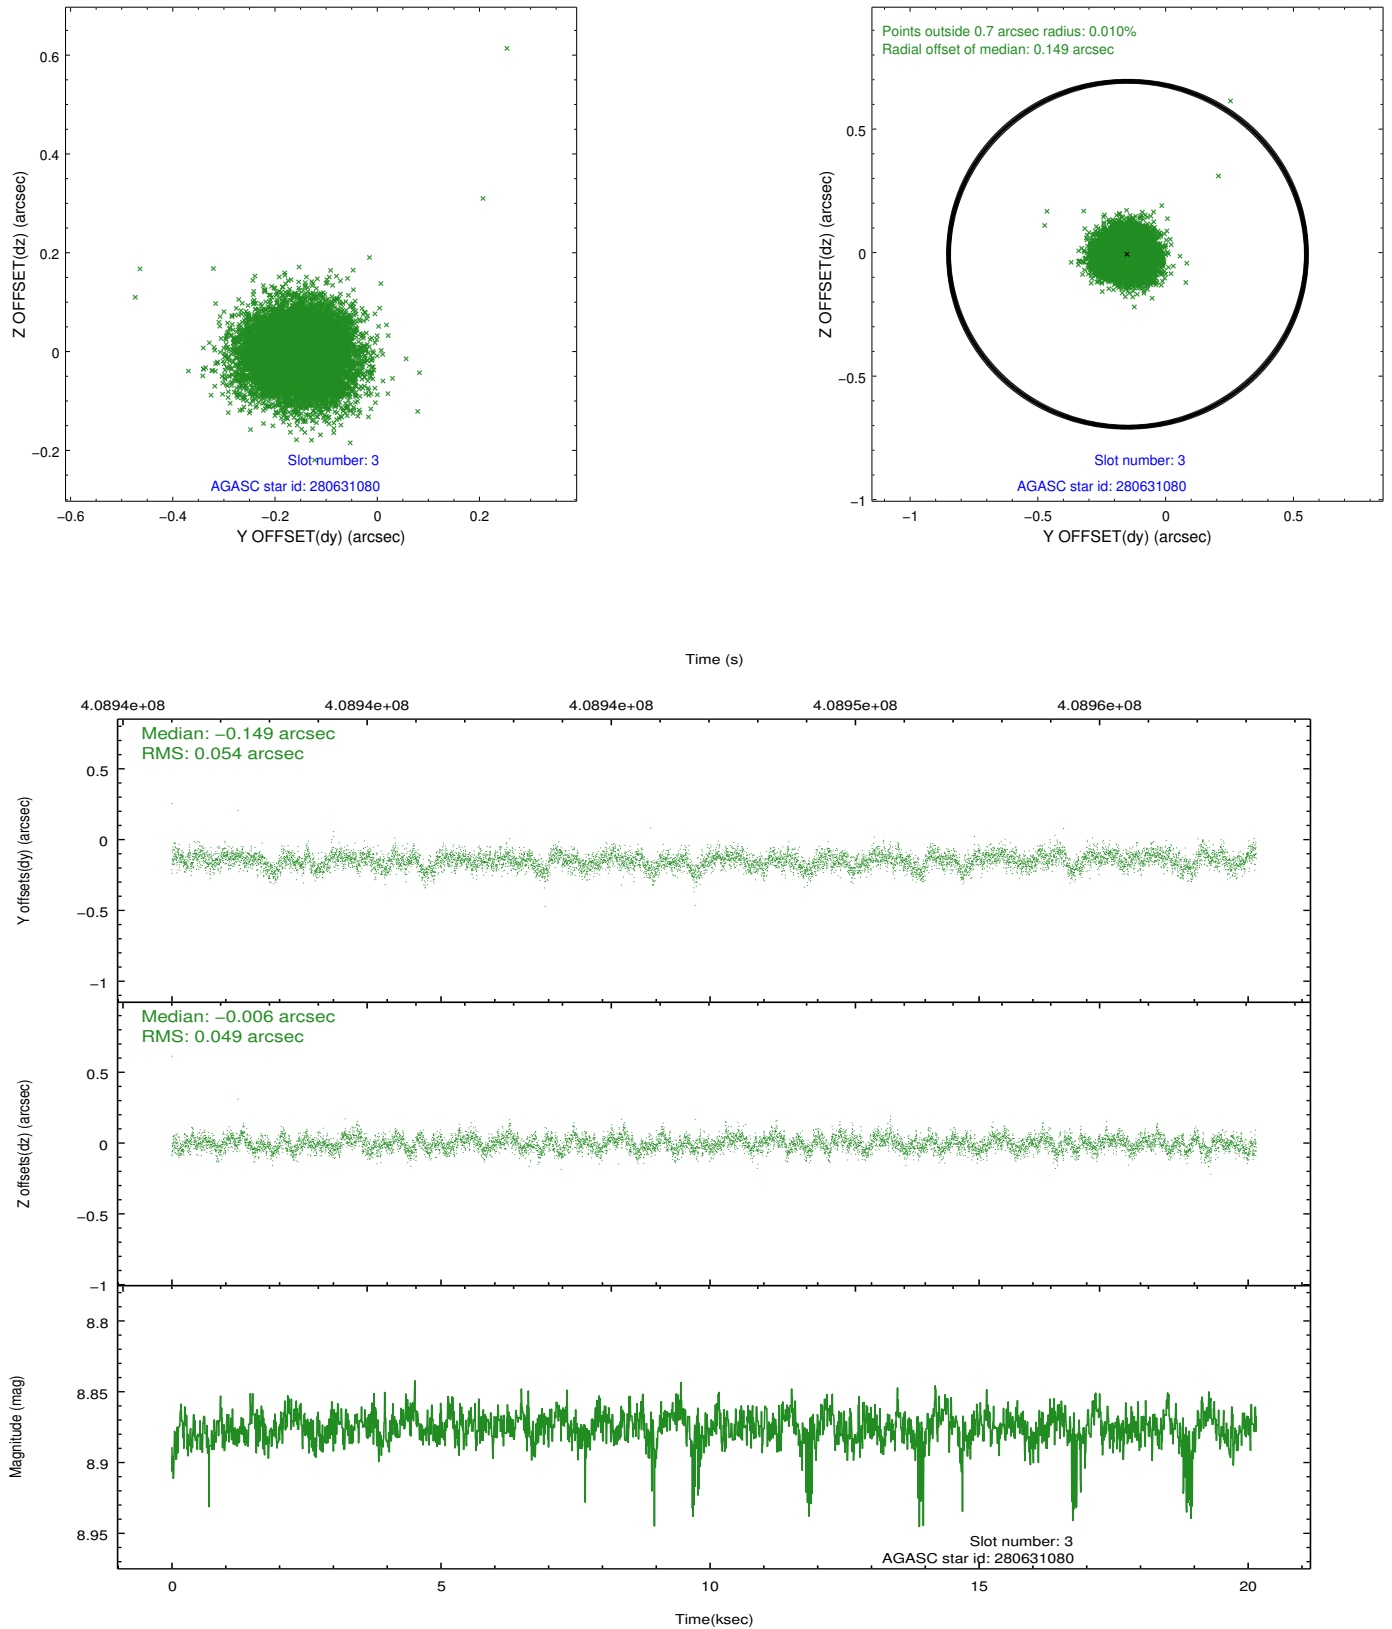 0.6
0.4
0.2
0
−0.2
−0.6
−0.4
−0.2
0
0.2
Z OFFSET(dz) (arcsec)
Y OFFSET(dy) (arcsec)
Slot number: 3
AGASC star id: 280631080
Points outside 0.7 arcsec radius: 0.010%
Radial offset of median: 0.149 arcsec
0.5
0
−0.5
−1
−1
−0.5
0
0.5
Z OFFSET(dz) (arcsec)
Y OFFSET(dy) (arcsec)
Slot number: 3
AGASC star id: 280631080
Time (s)
4.0894e+08
4.0894e+08
4.0894e+08
4.0895e+08
4.0896e+08
Median: −0.149 arcsec
RMS: 0.054 arcsec
0.5
0
−0.5
−1
Y offsets(dy) (arcsec)
Median: −0.006 arcsec
RMS: 0.049 arcsec
0.5
0
−0.5
−1
Z offsets(dz) (arcsec)
8.8
8.85
8.9
8.95
Magnitude (mag)
Slot number: 3
AGASC star id: 280631080
0
5
10
15
20
Time(ksec)